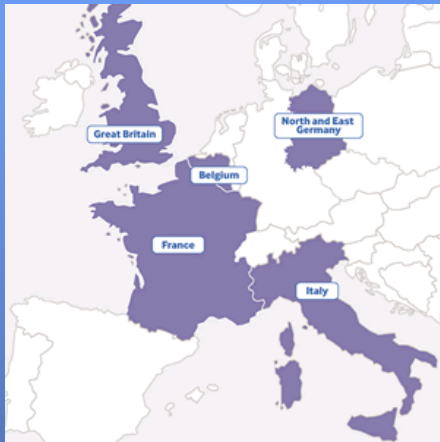 North and East
Germany
Great Britain
Belgium
France
Italy